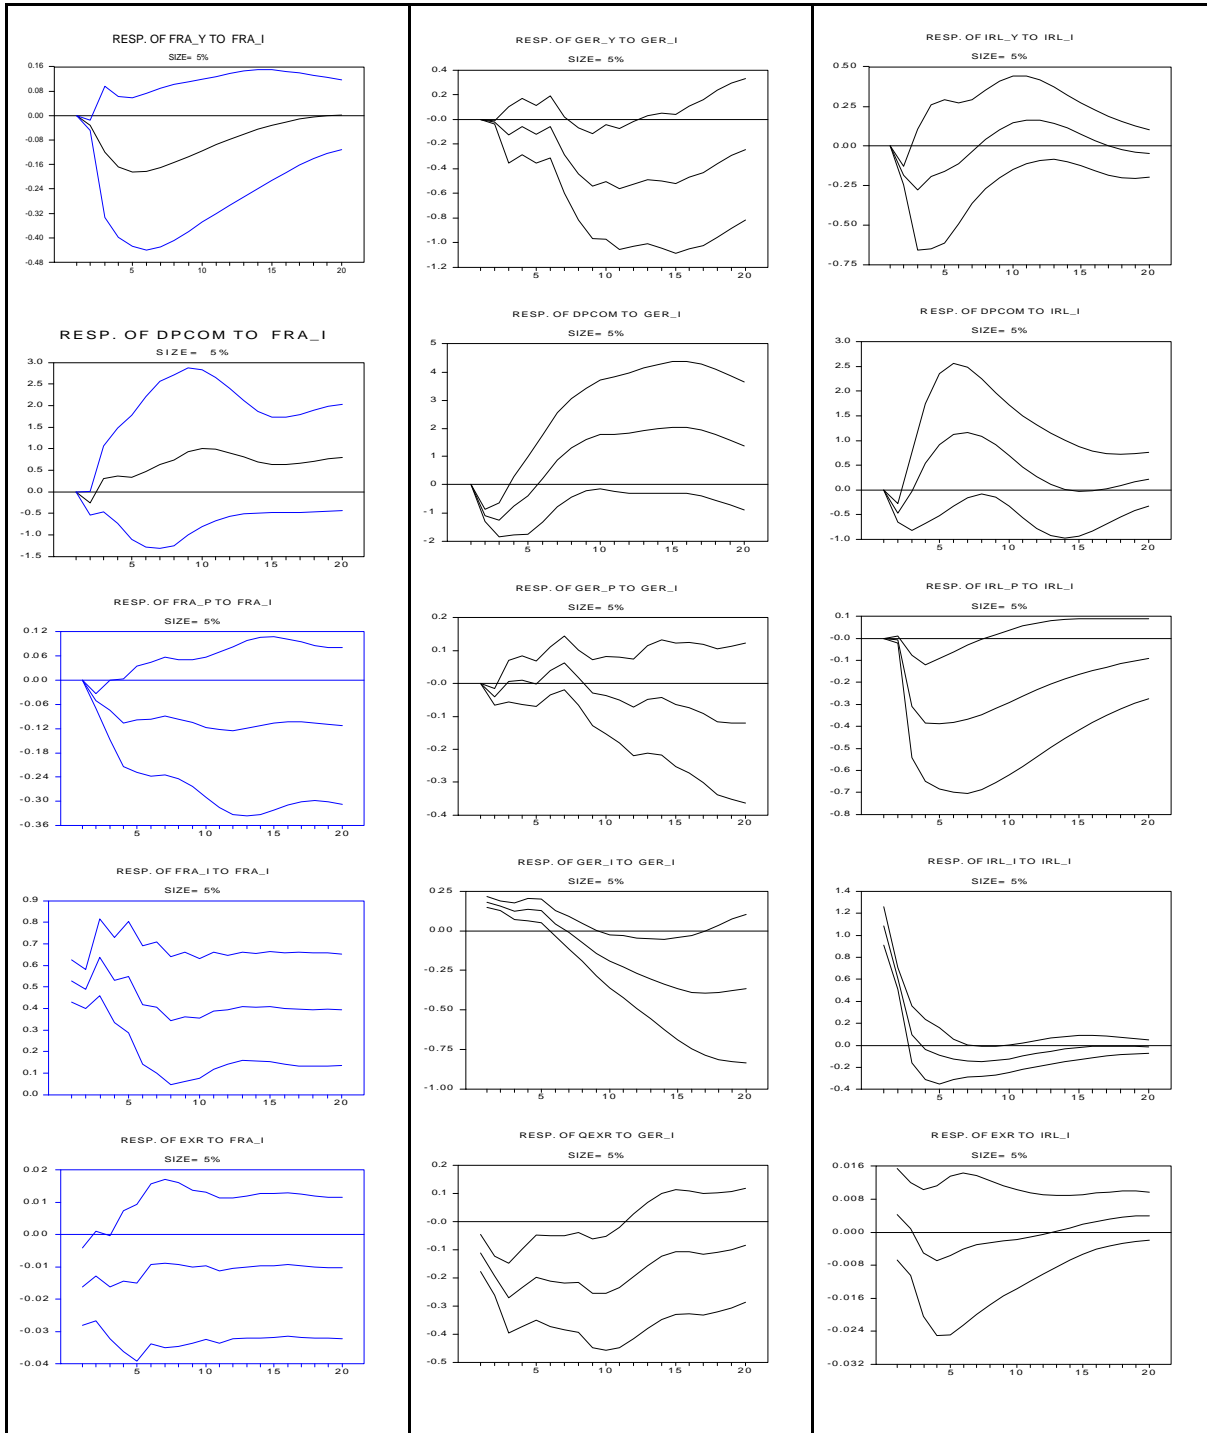 RESP. OF FRA_Y TO FRA_I
SIZE= 5%
0.16
0.08
0.00
-0.08
-0.16
-0.24
-0.32
-0.40
-0.48
5 10 15 20
RESP. OF DPCOM TO FRA_I
SIZE= 5%
3.0
2.5
2.0
1.5
1.0
0.5
0.0
-0.5
-1.0
-1.5
5 10 15 20
RESP. OF FRA_P TO FRA_I
SIZE= 5%
0.12
0.06
0.00
-0.06
-0.12
-0.18
-0.24
-0.30
-0.36
5 10 15 20
RESP. OF FRA_I TO FRA_I
SIZE= 5%
0.9
0.8
0.7
0.6
0.5
0.4
0.3
0.2
0.1
0.0
5 10 15 20
RESP. OF EXR TO FRA_I
SIZE= 5%
0.02
0.01
0.00
-0.01
-0.02
-0.03
-0.04
5 10 15 20
RESP. OF GER_Y TO GER_I
SIZE= 5%
0.4
0.2
-0.0
-0.2
-0.4
-0.6
-0.8
-1.0
-1.2
5 10 15 20
RESP. OF DPCOM TO GER_I
SIZE= 5%
5
4
3
2
1
0
-1
-2
5 10 15 20
RESP. OF GER_P TO GER_I
SIZE= 5%
0.2
0.1
-0.0
-0.1
-0.2
-0.3
-0.4
5 10 15 20
RESP. OF GER_I TO GER_I
SIZE= 5%
0.25
0.00
-0.25
-0.50
-0.75
-1.00
5 10 15 20
RESP. OF QEXR TO GER_I
SIZE= 5%
0.2
0.1
-0.0
-0.1
-0.2
-0.3
-0.4
-0.5
5 10 15 20
RESP. OF IRL_Y TO IRL_I
SIZE= 5%
0.50
0.25
0.00
-0.25
-0.50
-0.75
5 10 15 20
RESP. OF DPCOM TO IRL_I
SIZE= 5%
3.0
2.5
2.0
1.5
1.0
0.5
0.0
-0.5
-1.0
5 10 15 20
RESP. OF IRL_P TO IRL_I
SIZE= 5%
0.1
-0.0
-0.1
-0.2
-0.3
-0.4
-0.5
-0.6
-0.7
-0.8
5 10 15 20
RESP. OF IRL_I TO IRL_I
SIZE= 5%
1.4
1.2
1.0
0.8
0.6
0.4
0.2
0.0
-0.2
-0.4
5 10 15 20
RESP. OF EXR TO IRL_I
SIZE= 5%
0.016
0.008
0.000
-0.008
-0.016
-0.024
-0.032
5 10 15 20